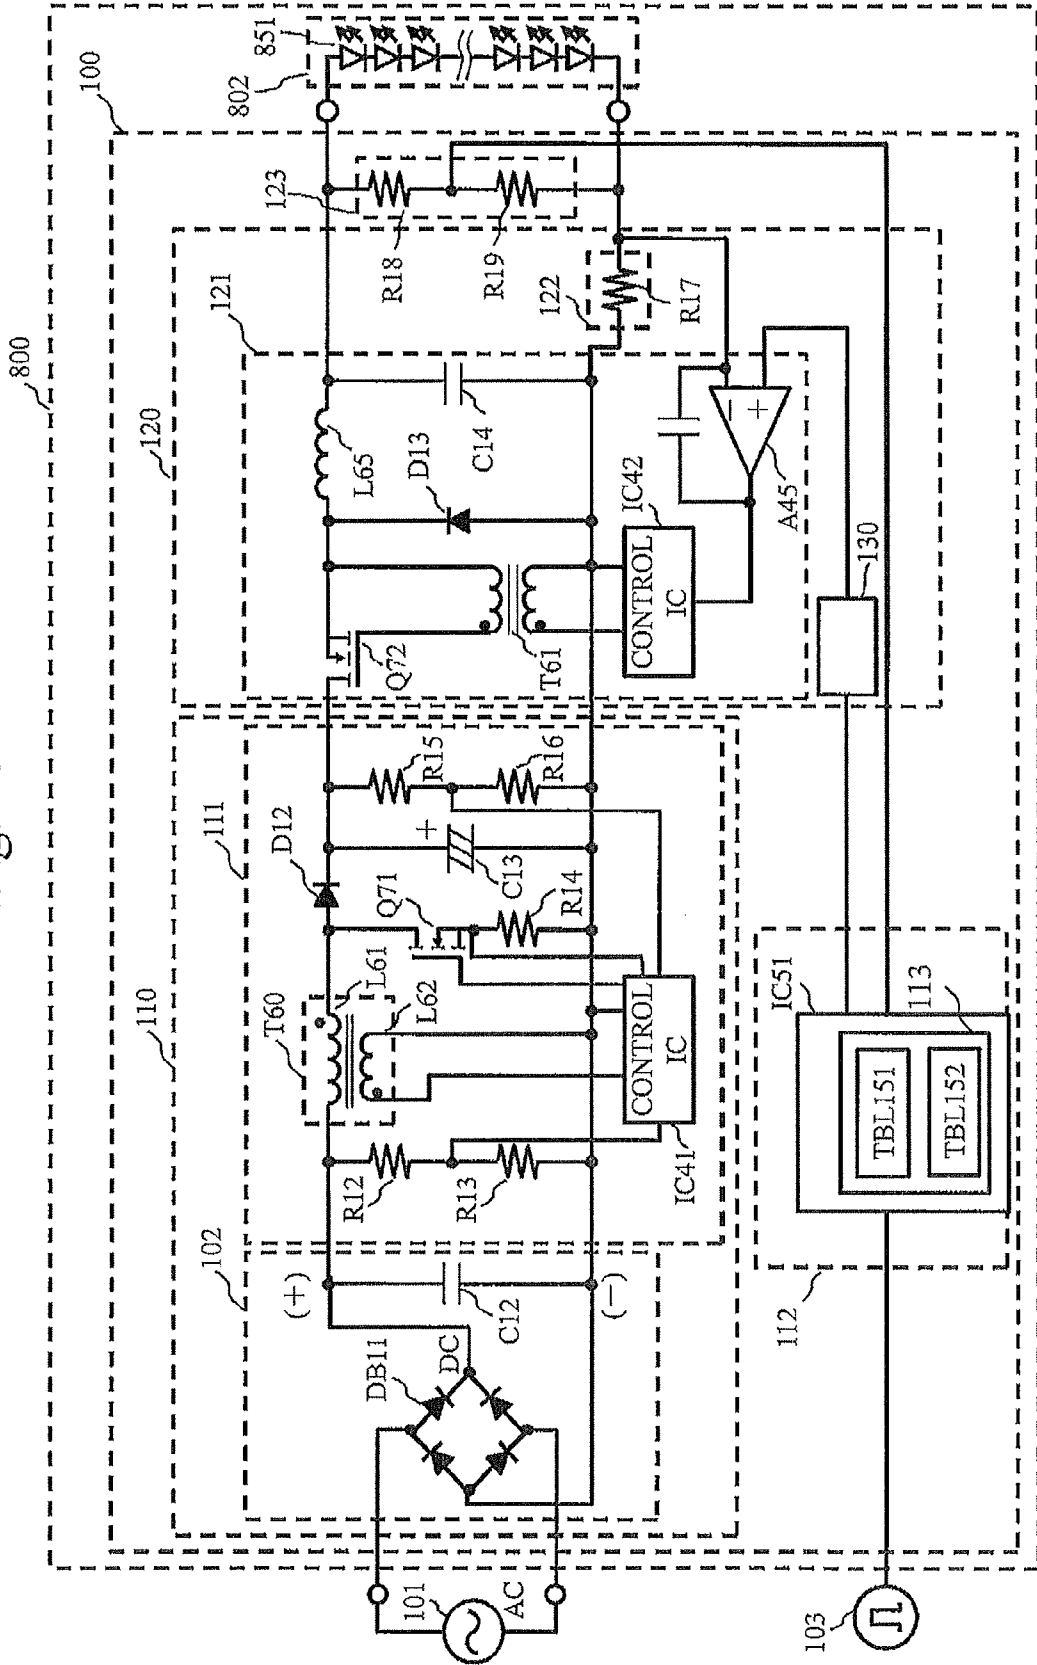 800
100
120
110
121
111
102
123
802
851
R18
R19
122
R17
L65
C14
D13
IC42
CONTROL
IC
A45
−
+
130
Q72
T61
D12
R15
R16
+
C13
Q71
R14
T60
L61
L62
CONTROL
IC
IC41
R12
R13
(+)
(−)
C12
DB11
DC
101
AC
103
112
IC51
113
TBL151
TBL152